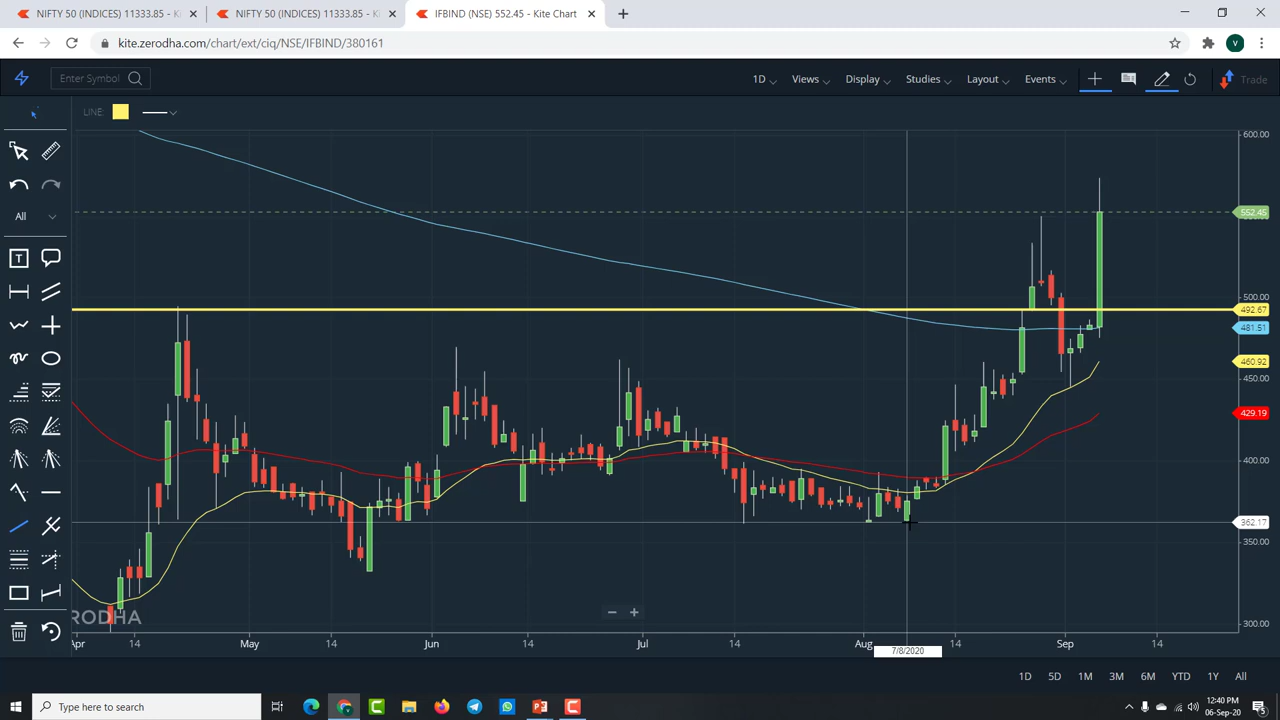 NIFTY 50 (INDICES) 11333.85 - K
NIFTY 50 (INDICES) 11333.85 - K
IFBIND (NSE) 552.45 - Kite Chart
kite.zerodha.com/chart/ext/ciq/NSE/IFBIND/380161
V
Enter Symbol
1D
Views
Display
Studies
Layout
Events
Trade
LINE:
All
T
600.00
552.45
500.00
492.67
481.51
460.92
450.00
429.19
400.00
362.17
350.00
300.00
RODHA
Apr
14
May
14
Jun
14
Jul
14
Aug
14
Sep
14
7/8/2020
1D
5D
1M
3M
6M
YTD
1Y
All
Type here to search
12:40 PM
06-Sep-20